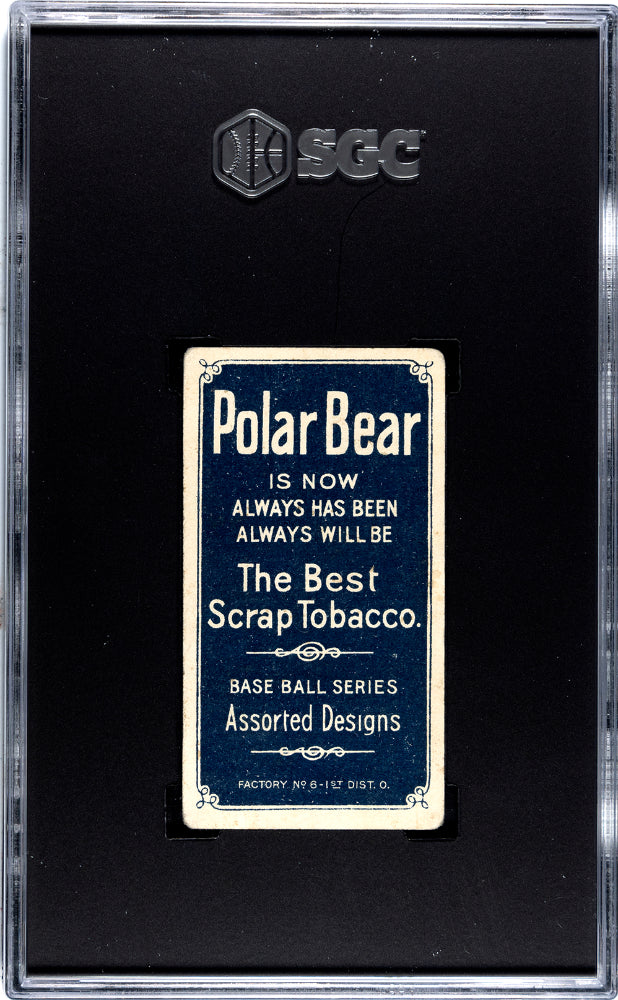 SGC
Polar Bear
IS NOW
ALWAYS HAS BEEN
ALWAYS WILL BE
The Best
Scrap Tobacco.
BASE BALL SERIES
Assorted Designs
FACTORY Nº 6-1ST DIST. O.